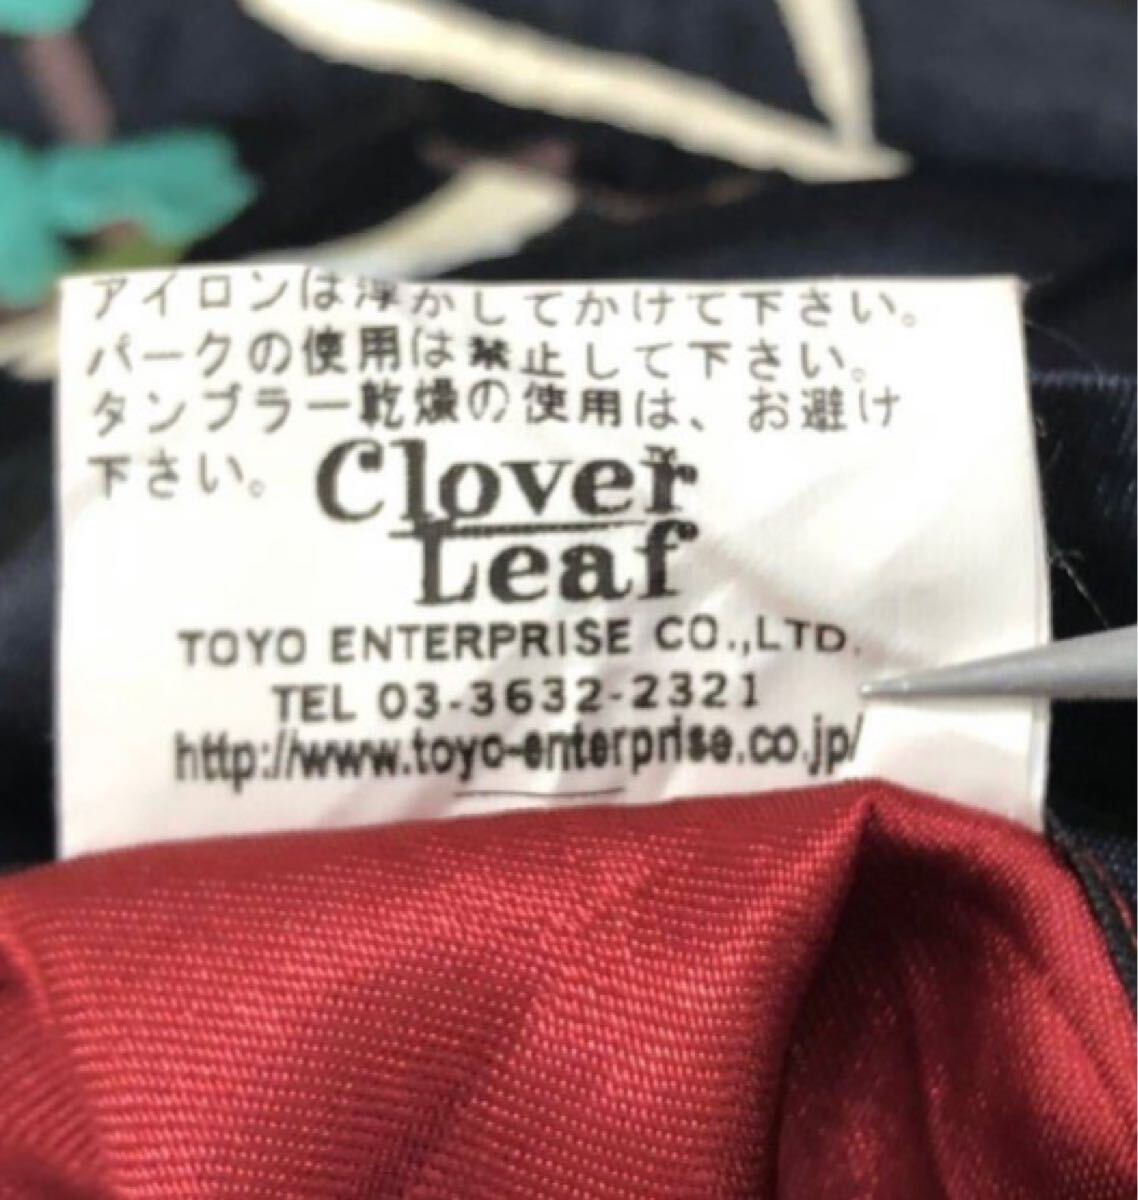 アイロンは浮かしてかけて下さい。
パークの使用は禁止して下さい。
タンブラー乾燥の使用は、お避け
下さい。
Clover
Leaf
TOYO ENTERPRISE CO.,LTD.
TEL 03-3632-2321
http://www.toyo-enterprise.co.jp/